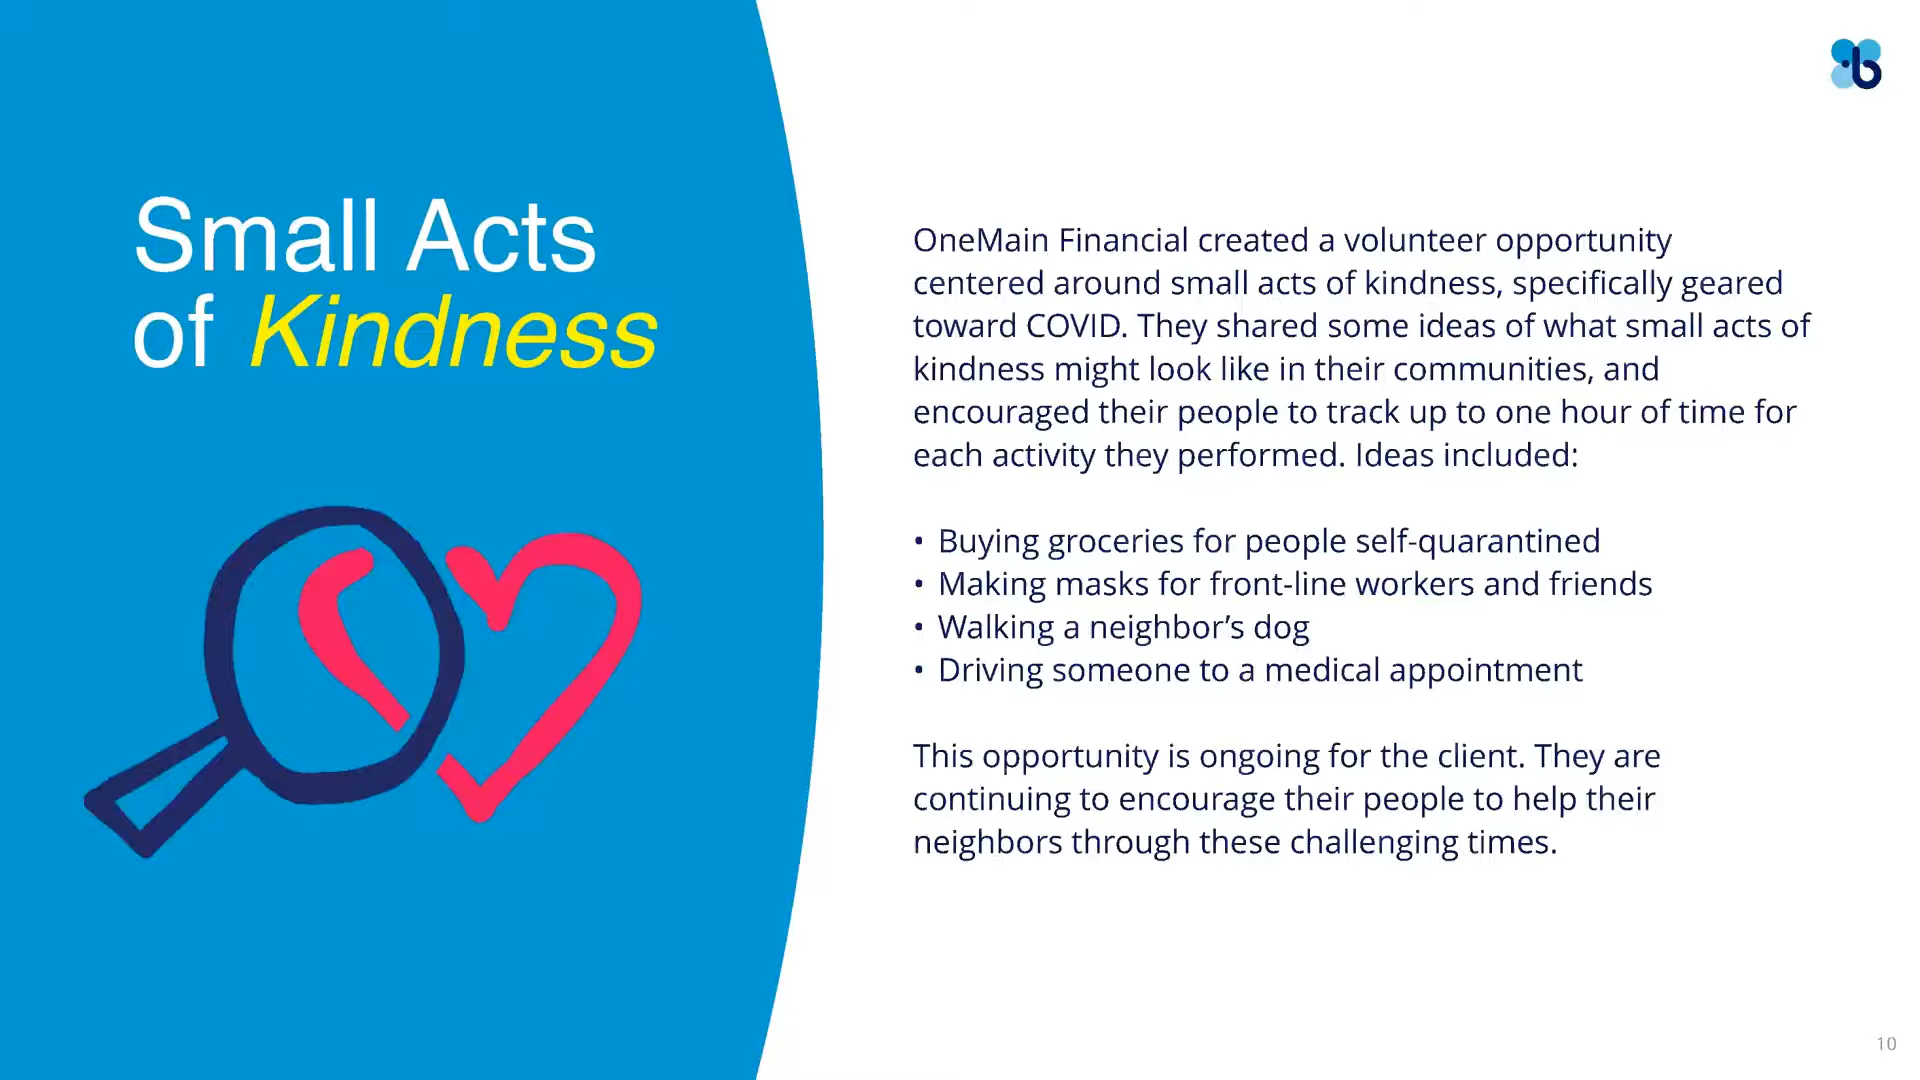 Small Acts
of Kindness
OneMain Financial created a volunteer opportunity
centered around small acts of kindness, specifically geared
toward COVID. They shared some ideas of what small acts of
kindness might look like in their communities, and
encouraged their people to track up to one hour of time for
each activity they performed. Ideas included:
• Buying groceries for people self-quarantined
• Making masks for front-line workers and friends
• Walking a neighbor’s dog
• Driving someone to a medical appointment
This opportunity is ongoing for the client. They are
continuing to encourage their people to help their
neighbors through these challenging times.
b
10